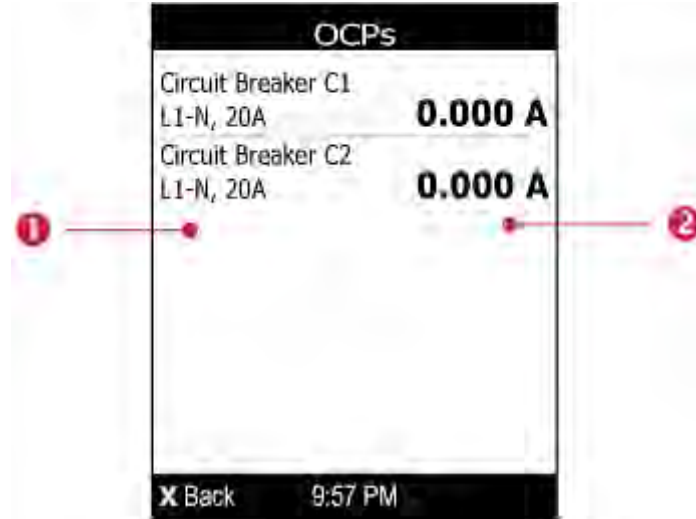 OCPs
Circuit Breaker C1
L1-N, 20A 0.000 A
Circuit Breaker C2
L1-N, 20A 0.000 A
1 2
X Back 9:57 PM